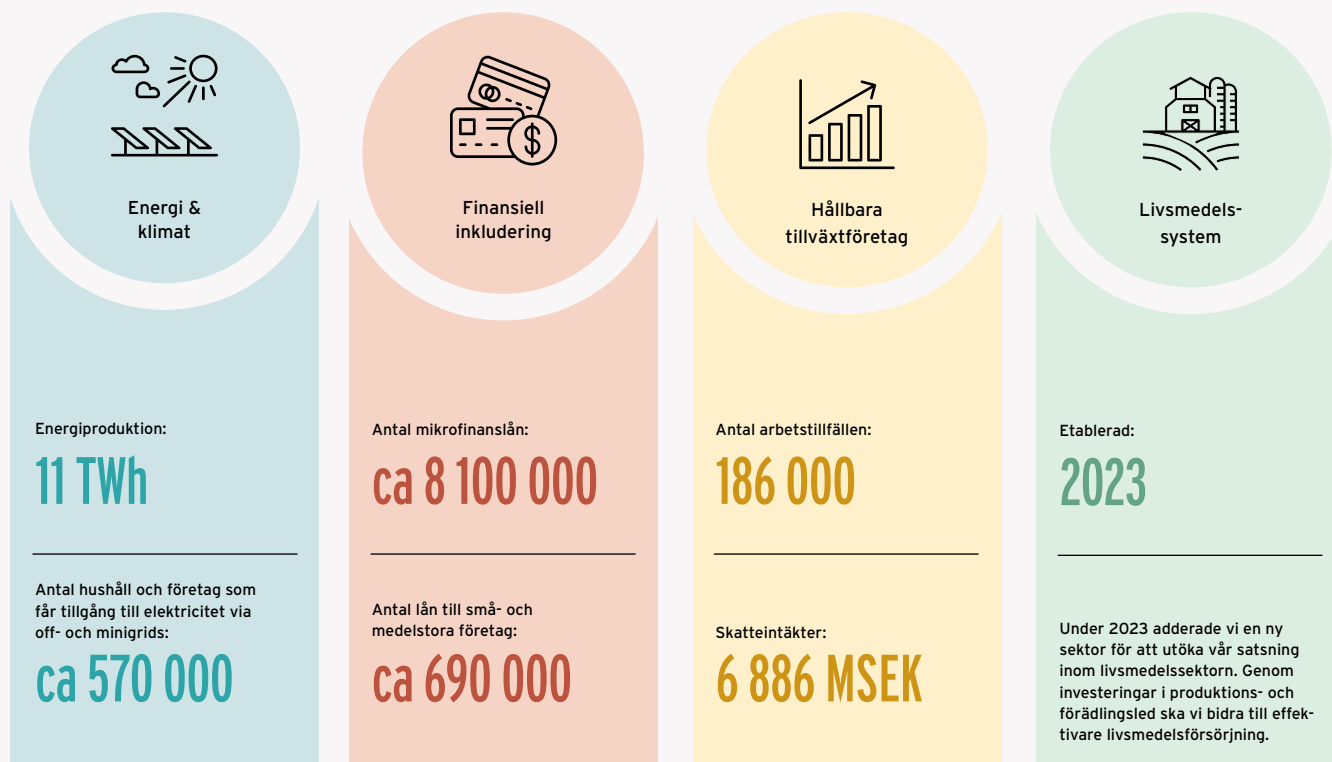 Energi &
klimat
Energiproduktion:
11 TWh
Antal hushåll och företag som
får tillgång till elektricitet via
off- och minigrids:
ca 570 000
Finansiell
inkludering
Antal mikrofinanslån:
ca 8 100 000
Antal lån till små- och
medelstora företag:
ca 690 000
Hållbara
tillväxtföretag
Antal arbetstillfällen:
186 000
Skatteintäkter:
6 886 MSEK
Livsmedels-
system
Etablerad:
2023
Under 2023 adderade vi en ny
sektor för att utöka vår satsning
inom livsmedelssektorn. Genom
investeringar i produktions- och
förädlingsled ska vi bidra till effek-
tivare livsmedelsförsörjning.